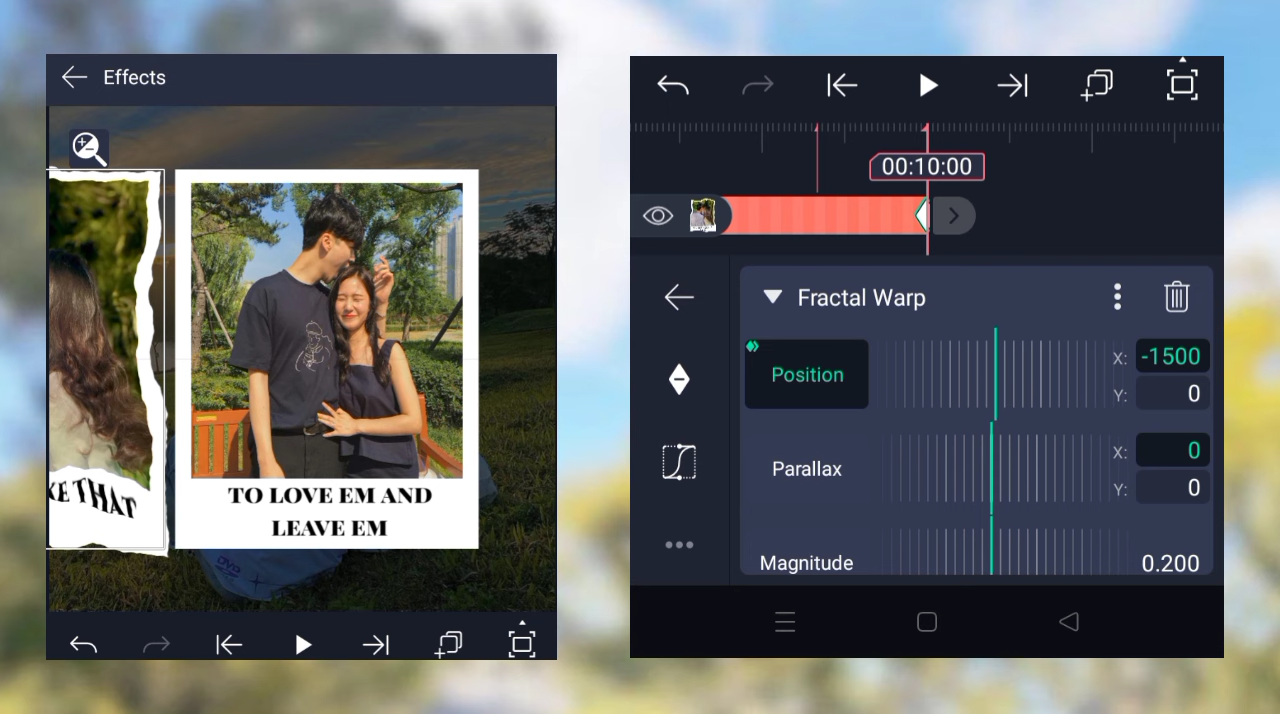 Effects
KE THAT
TO LOVE EM AND
LEAVE EM
DVD
00:10:00
Fractal Warp
Position
X: -1500
Y: 0
Parallax
X: 0
Y: 0
Magnitude
0.200